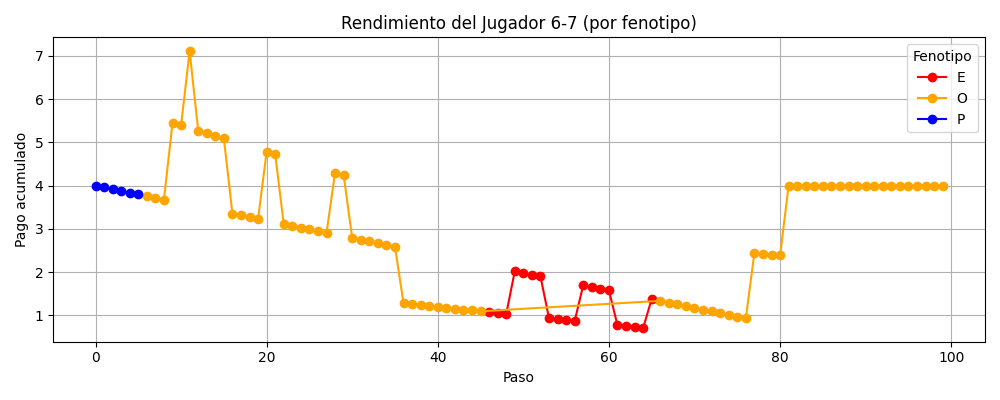 Rendimiento del Jugador 6-7 (por fenotipo)
Pago acumulado
7
6
5
4
3
2
1
0
20
40
60
80
100
Paso
Fenotipo
E
O
P